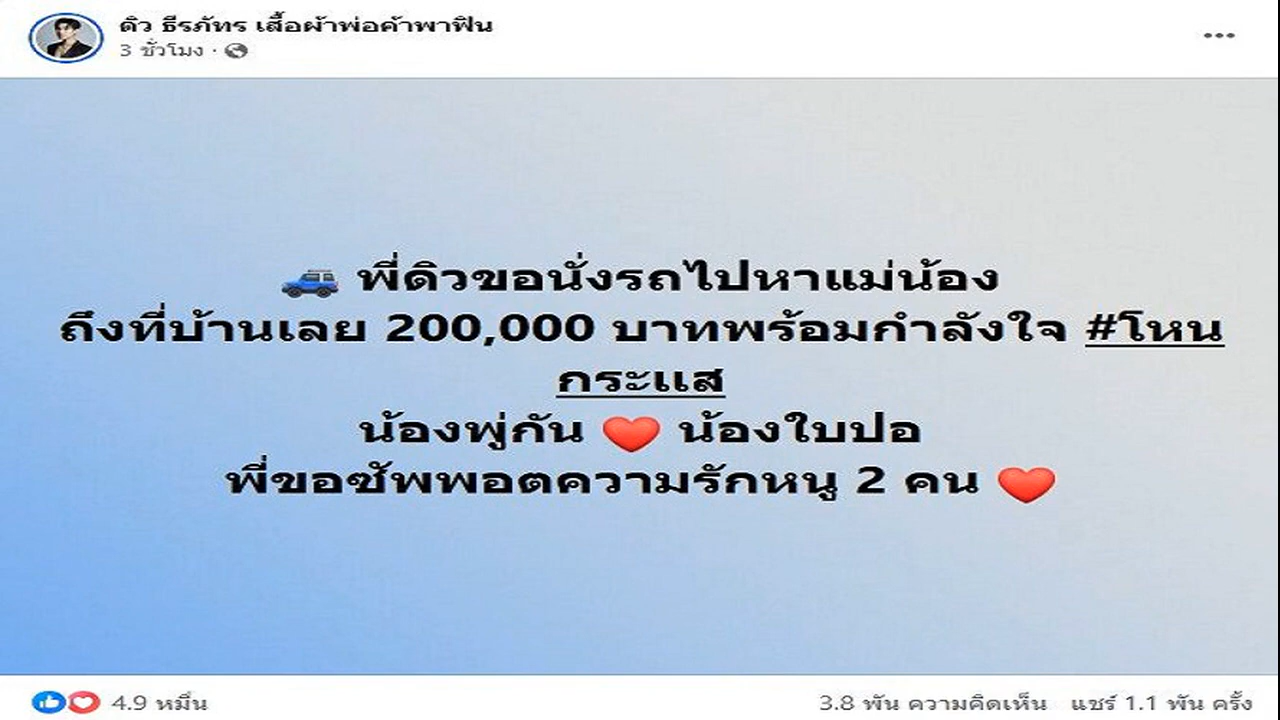 ดิว ธีรภัทร เสื้อผ้าพ่อค้าพาฟิน
3 ชั่วโมง ·
🚙 พี่ดิวขอนั่งรถไปหาแม่น้อง
ถึงที่บ้านเลย 200,000 บาทพร้อมกำลังใจ #โหน
กระแส
น้องพู่กัน ❤️ น้องใบปอ
พี่ขอซัพพอตความรักหนู 2 คน ❤️
4.9 หมื่น
3.8 พัน ความคิดเห็น แชร์ 1.1 พัน ครั้ง